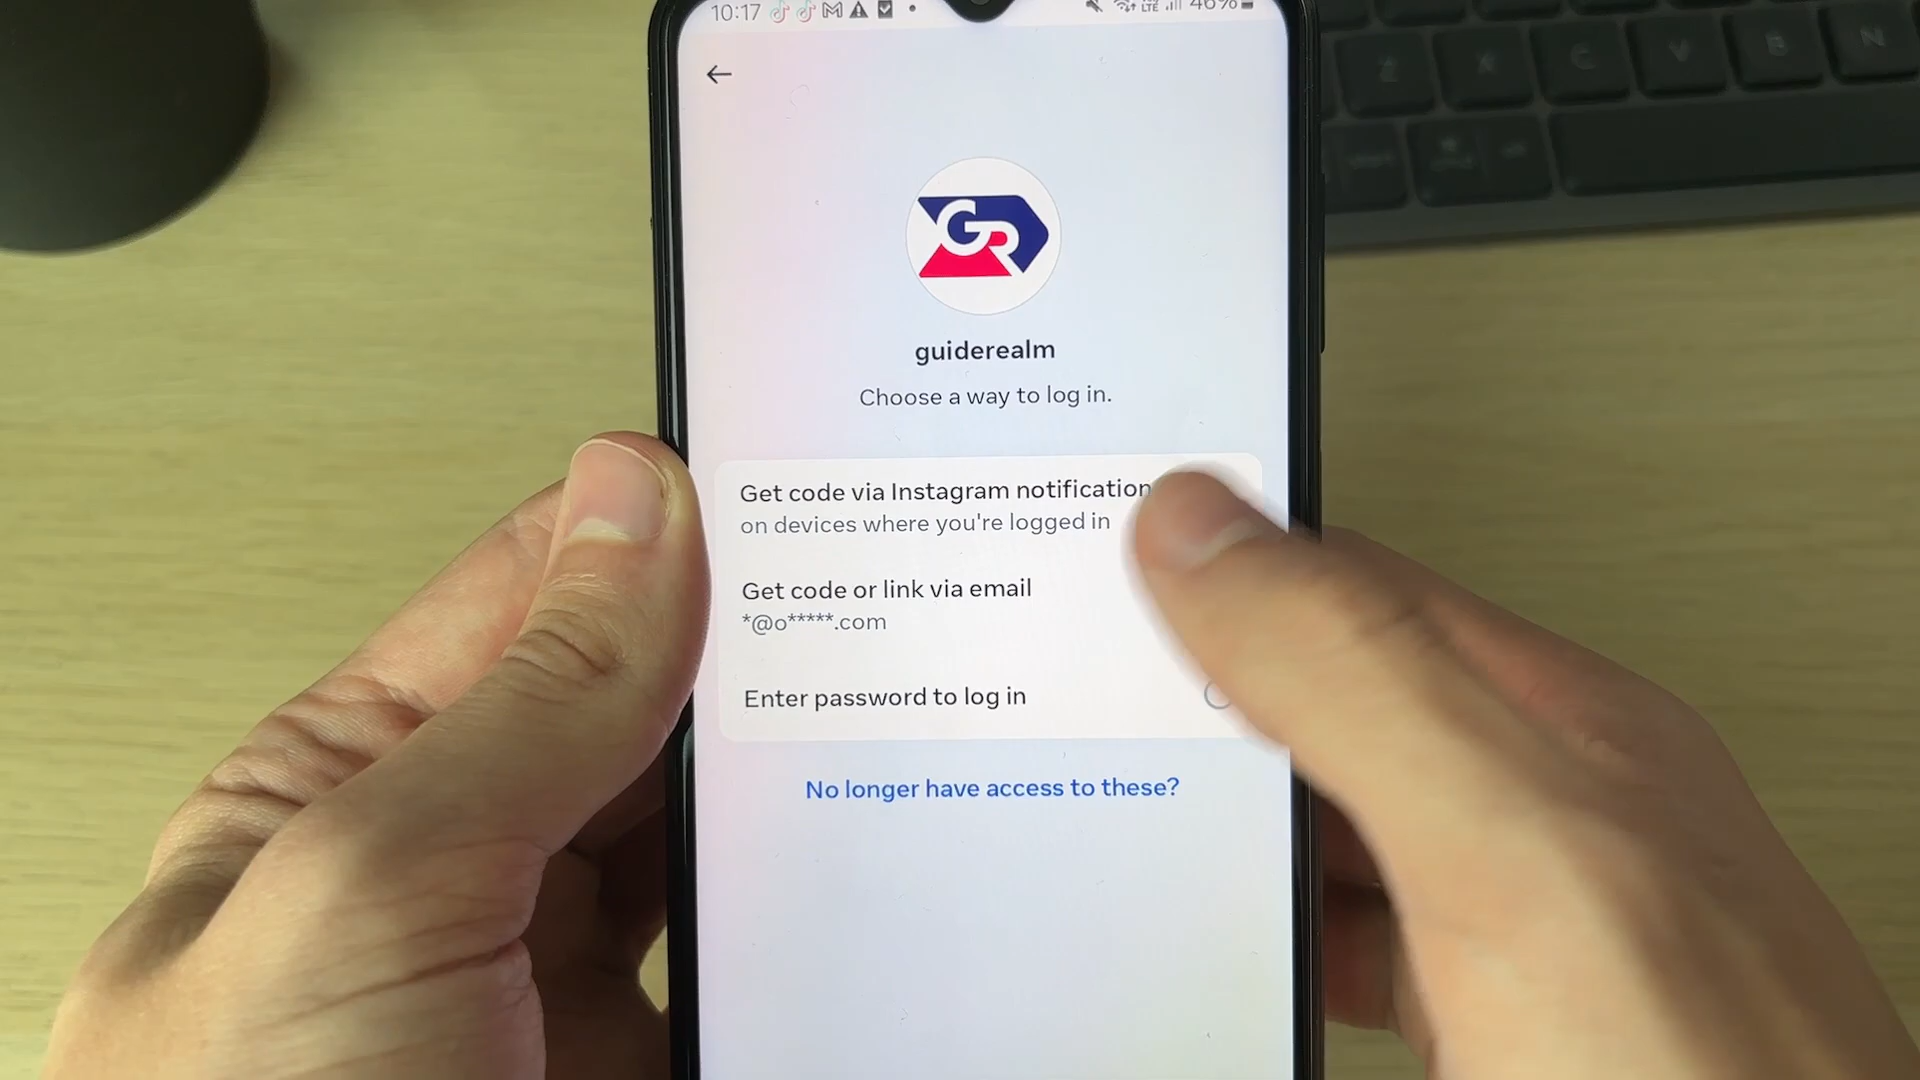 10:17 46%
GR
guiderealm
Choose a way to log in.
Get code via Instagram notification
on devices where you're logged in
Get code or link via email
*@o*****.com
Enter password to log in
No longer have access to these?
Z X C V B N